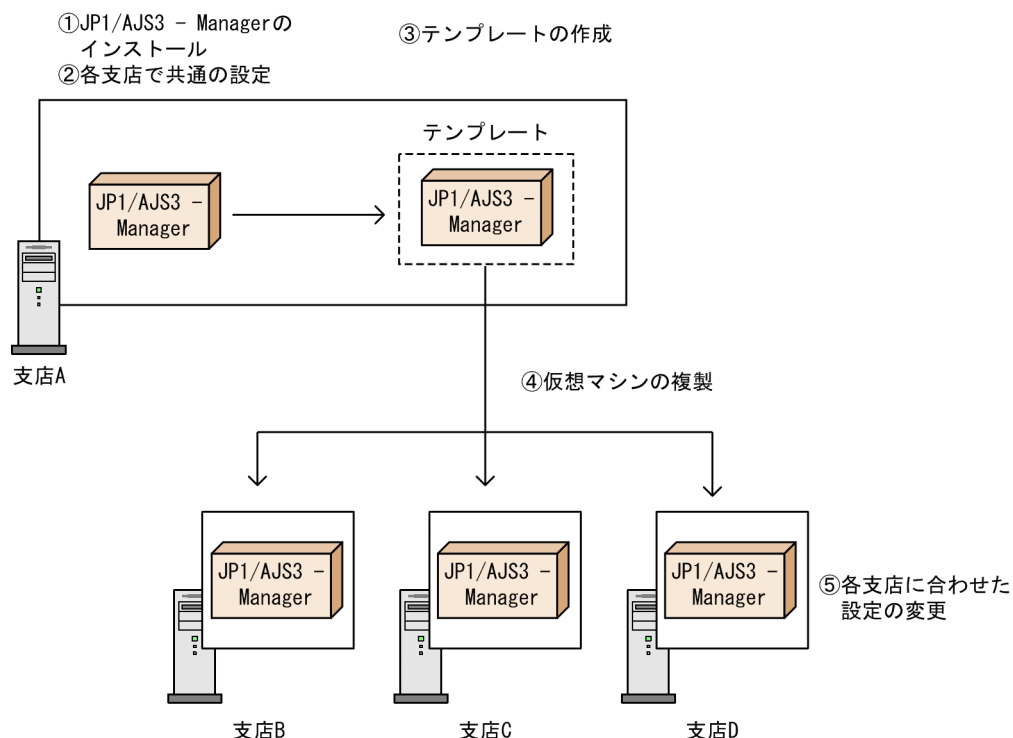 ①JP1/AJS3 - Managerの
インストール
②各支店で共通の設定
③テンプレートの作成
テンプレート
JP1/AJS3 -
Manager
JP1/AJS3 -
Manager
支店A
④仮想マシンの複製
JP1/AJS3 -
Manager
JP1/AJS3 -
Manager
JP1/AJS3 -
Manager
⑤各支店に合わせた
設定の変更
支店B
支店C
支店D